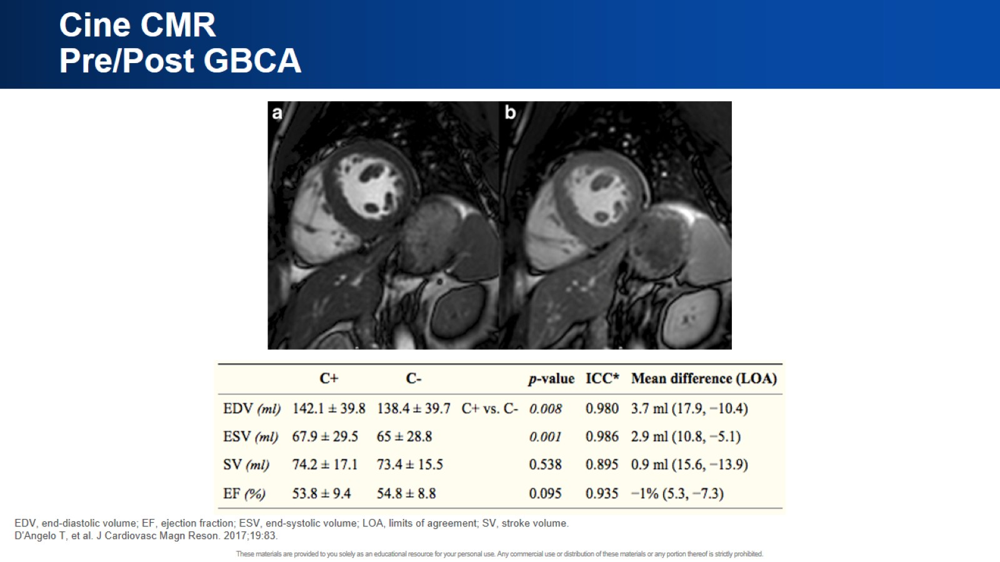 Cine CMR
Pre/Post GBCA
a b
C+ C- p-value ICC* Mean difference (LOA)
EDV (ml) 142.1 ± 39.8 138.4 ± 39.7 C+ vs. C- 0.008 0.980 3.7 ml (17.9, −10.4)
ESV (ml) 67.9 ± 29.5 65 ± 28.8 0.001 0.986 2.9 ml (10.8, −5.1)
SV (ml) 74.2 ± 17.1 73.4 ± 15.5 0.538 0.895 0.9 ml (15.6, −13.9)
EF (%) 53.8 ± 9.4 54.8 ± 8.8 0.095 0.935 −1% (5.3, −7.3)
EDV, end-diastolic volume; EF, ejection fraction; ESV, end-systolic volume; LOA, limits of agreement; SV, stroke volume.
D'Angelo T, et al. J Cardiovasc Magn Reson. 2017;19:83.
These materials are provided to you solely as an educational resource for your personal use. Any commercial use or distribution of these materials or any portion thereof is strictly prohibited.